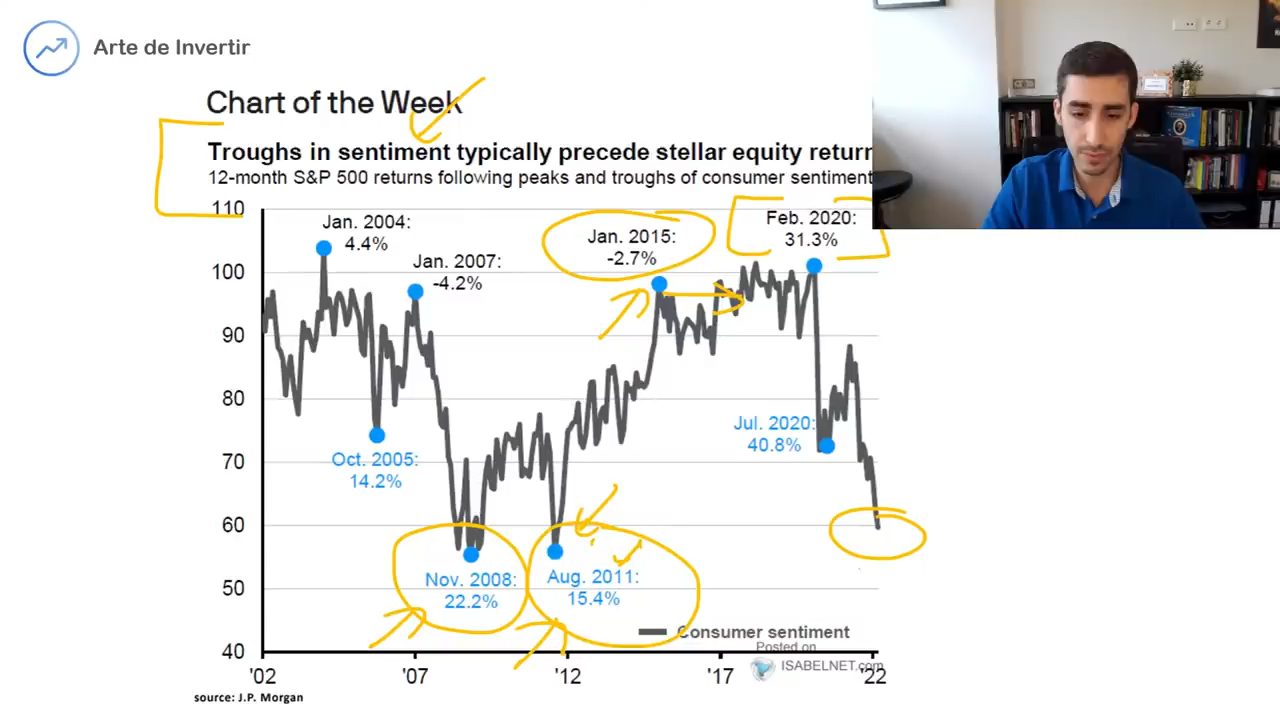 Arte de Invertir
Chart of the Week
Troughs in sentiment typically precede stellar equity returr
12-month S&P 500 returns following peaks and troughs of consumer sentiment
110
100
90
80
70
60
50
40
Jan. 2004:
4.4%
Jan. 2007:
-4.2%
Jan. 2015:
-2.7%
Feb. 2020:
31.3%
Oct. 2005:
14.2%
Jul. 2020:
40.8%
Nov. 2008:
22.2%
Aug. 2011:
15.4%
Consumer sentiment
Posted on
ISABELNET.com
'02
'07
'12
'17
'22
source: J.P. Morgan